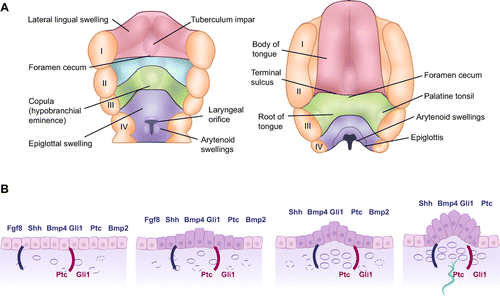 A
Lateral lingual swelling
Tuberculum impar
I
Foramen cecum
II
Copula
(hypobranchial
eminence)
III
Laryngeal
orifice
IV
Epiglottal swelling
Arytenoid
swellings
I
Body of
tongue
Terminal
sulcus
Foramen cecum
II
Palatine tonsil
III
Root of
tongue
Arytenoid swellings
IV
Epiglottis
B
Fgf8 Shh Bmp4 Gli1 Ptc Bmp2
Ptc Gli1
Fgf8 Shh Bmp4 Gli1 Ptc Bmp2
Ptc Gli1
Shh Bmp4 Gli1 Ptc Bmp2
Ptc Gli1
Shh Bmp4 Gli1 Ptc
Ptc Gli1